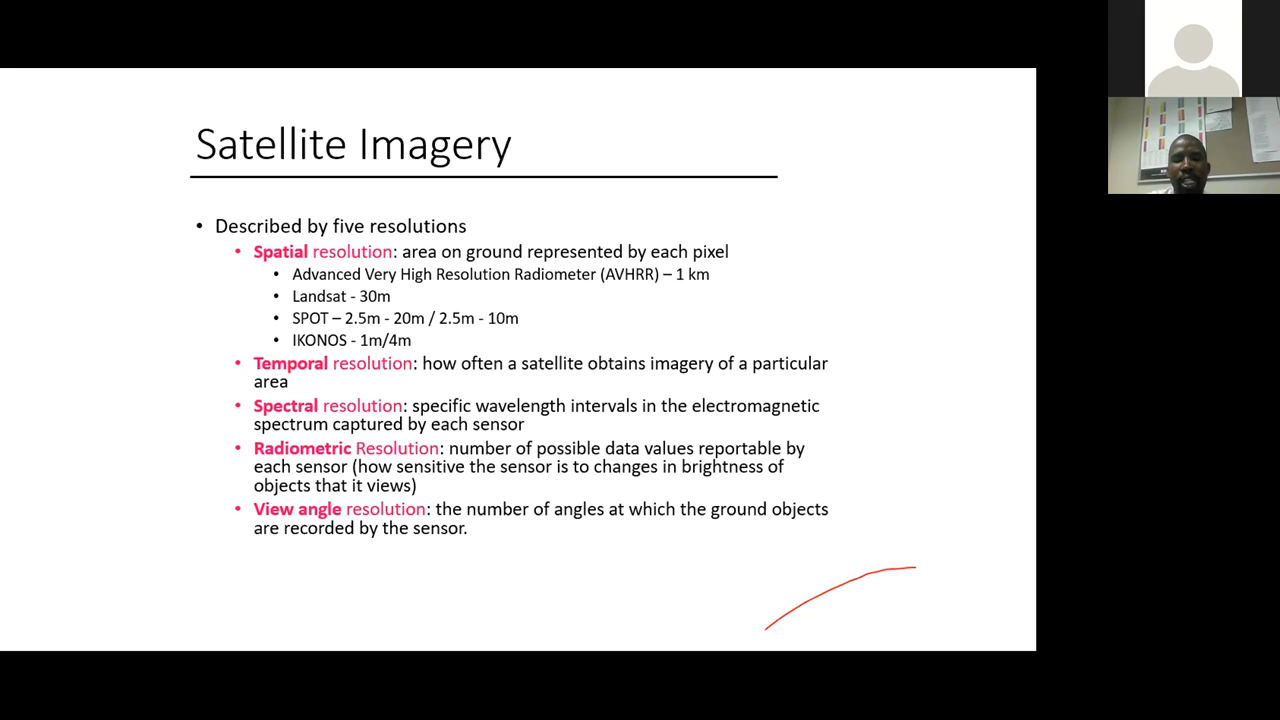 Satellite Imagery
• Described by five resolutions
• Spatial resolution: area on ground represented by each pixel
• Advanced Very High Resolution Radiometer (AVHRR) – 1 km
• Landsat - 30m
• SPOT – 2.5m - 20m / 2.5m - 10m
• IKONOS - 1m/4m
• Temporal resolution: how often a satellite obtains imagery of a particular
area
• Spectral resolution: specific wavelength intervals in the electromagnetic
spectrum captured by each sensor
• Radiometric Resolution: number of possible data values reportable by
each sensor (how sensitive the sensor is to changes in brightness of
objects that it views)
• View angle resolution: the number of angles at which the ground objects
are recorded by the sensor.